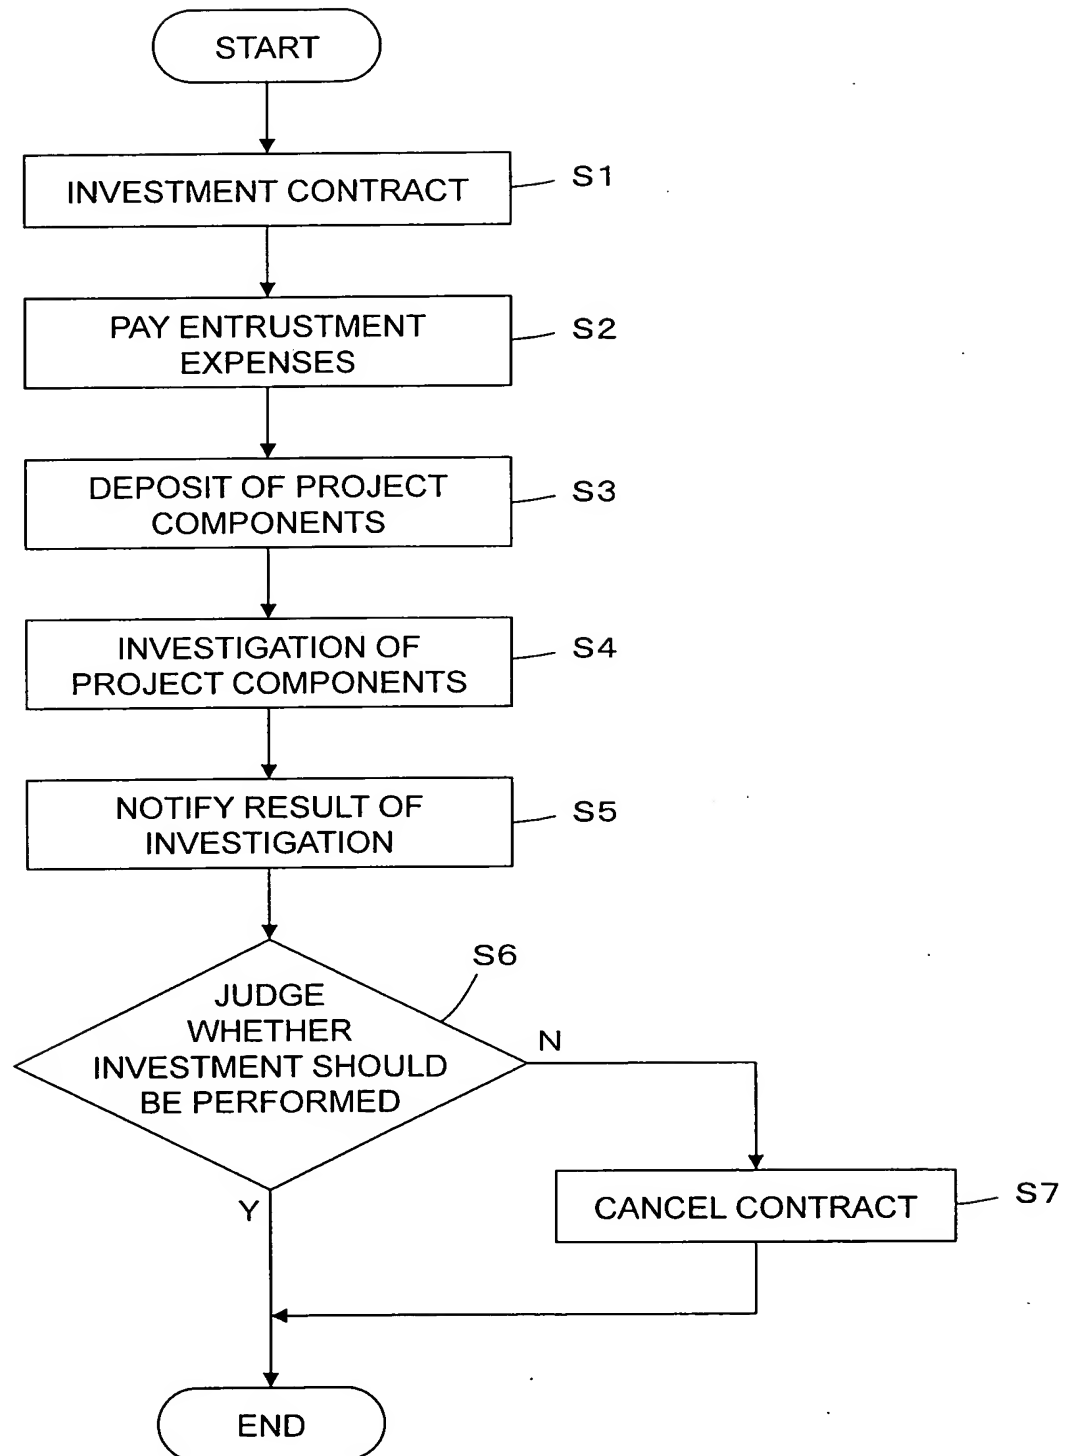 START
INVESTMENT CONTRACT
S1
PAY ENTRUSTMENT
EXPENSES
S2
DEPOSIT OF PROJECT
COMPONENTS
S3
INVESTIGATION OF
PROJECT COMPONENTS
S4
NOTIFY RESULT OF
INVESTIGATION
S5
S6
JUDGE
WHETHER
INVESTMENT SHOULD
BE PERFORMED
N
Y
CANCEL CONTRACT
S7
END